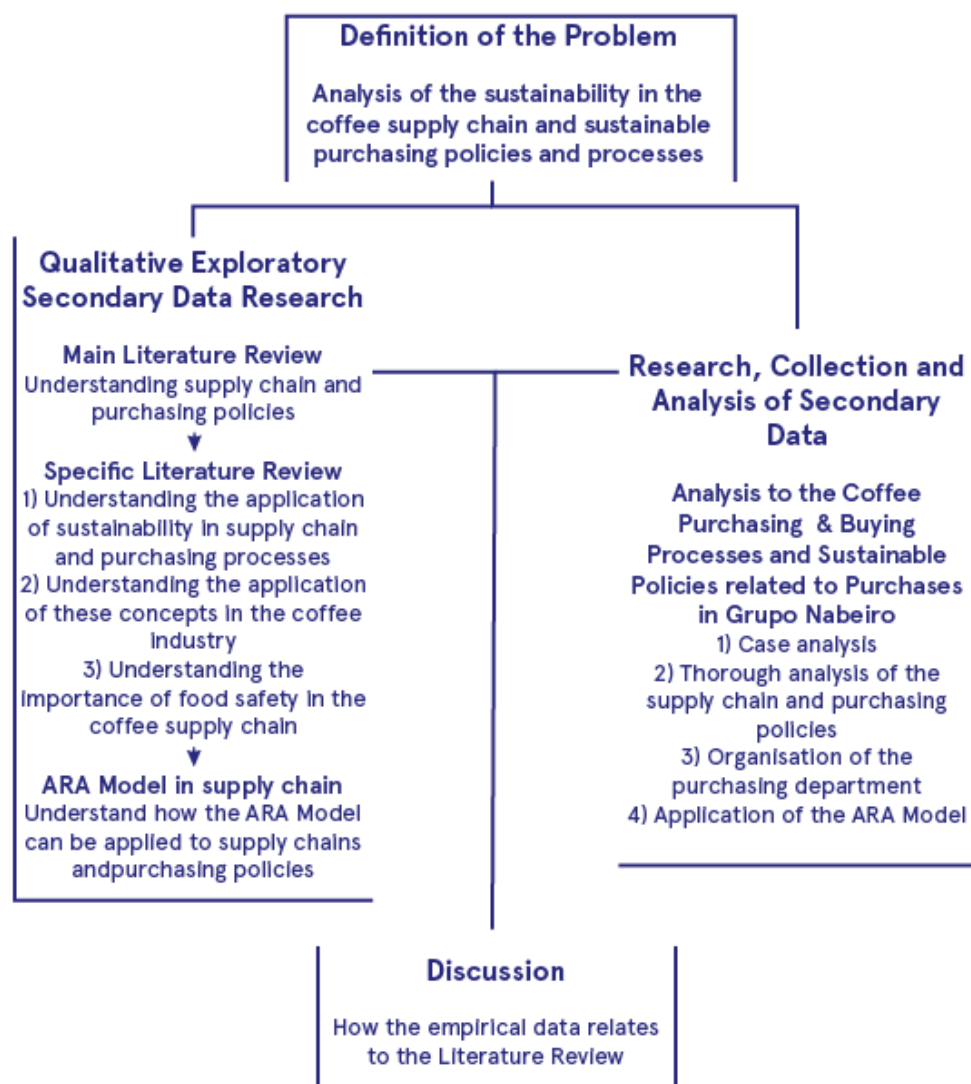 Definition of the Problem
Analysis of the sustainability in the
coffee supply chain and sustainable
purchasing policies and processes
Qualitative Exploratory
Secondary Data Research
Main Literature Review
Understanding supply chain and
purchasing policies
Specific Literature Review
1) Understanding the application
of sustainability in supply chain
and purchasing processes
2) Understanding the application
of these concepts in the coffee
industry
3) Understanding the
importance of food safety in the
coffee supply chain
ARA Model in supply chain
Understand how the ARA Model
can be applied to supply chains
andpurchasing policies
Research, Collection and
Analysis of Secondary
Data
Analysis to the Coffee
Purchasing & Buying
Processes and Sustainable
Policies related to Purchases
in Grupo Nabeiro
1) Case analysis
2) Thorough analysis of the
supply chain and purchasing
policies
3) Organisation of the
purchasing department
4) Application of the ARA Model
Discussion
How the empirical data relates
to the Literature Review